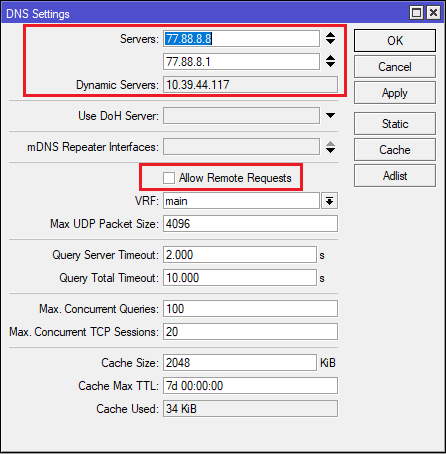 DNS Settings
Servers: 77.88.8.8
77.88.8.1
Dynamic Servers: 10.39.44.117
Use DoH Server:
mDNS Repeater Interfaces:
Allow Remote Requests
VRF: main
Max UDP Packet Size: 4096
Query Server Timeout: 2.000 s
Query Total Timeout: 10.000 s
Max. Concurrent Queries: 100
Max. Concurrent TCP Sessions: 20
Cache Size: 2048 KiB
Cache Max TTL: 7d 00:00:00
Cache Used: 34 KiB
OK
Cancel
Apply
Static
Cache
Adlist